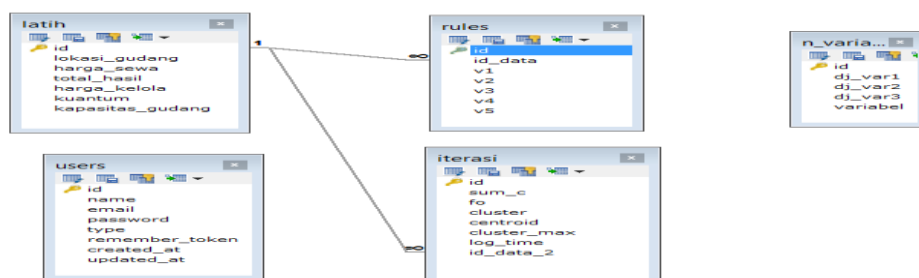 latih
id
lokasi_gudang
harga_sewa
total_hasil
harga_kelola
kuantum
kapasitas_gudang
1
∞
∞
rules
id
id_data
v1
v2
v3
v4
v5
n_varia...
id
dj_var1
dj_var2
dj_var3
variabel
users
id
name
email
password
type
remember_token
created_at
updated_at
iterasi
id
sum_c
fo
cluster
centroid
cluster_max
log_time
id_data_2